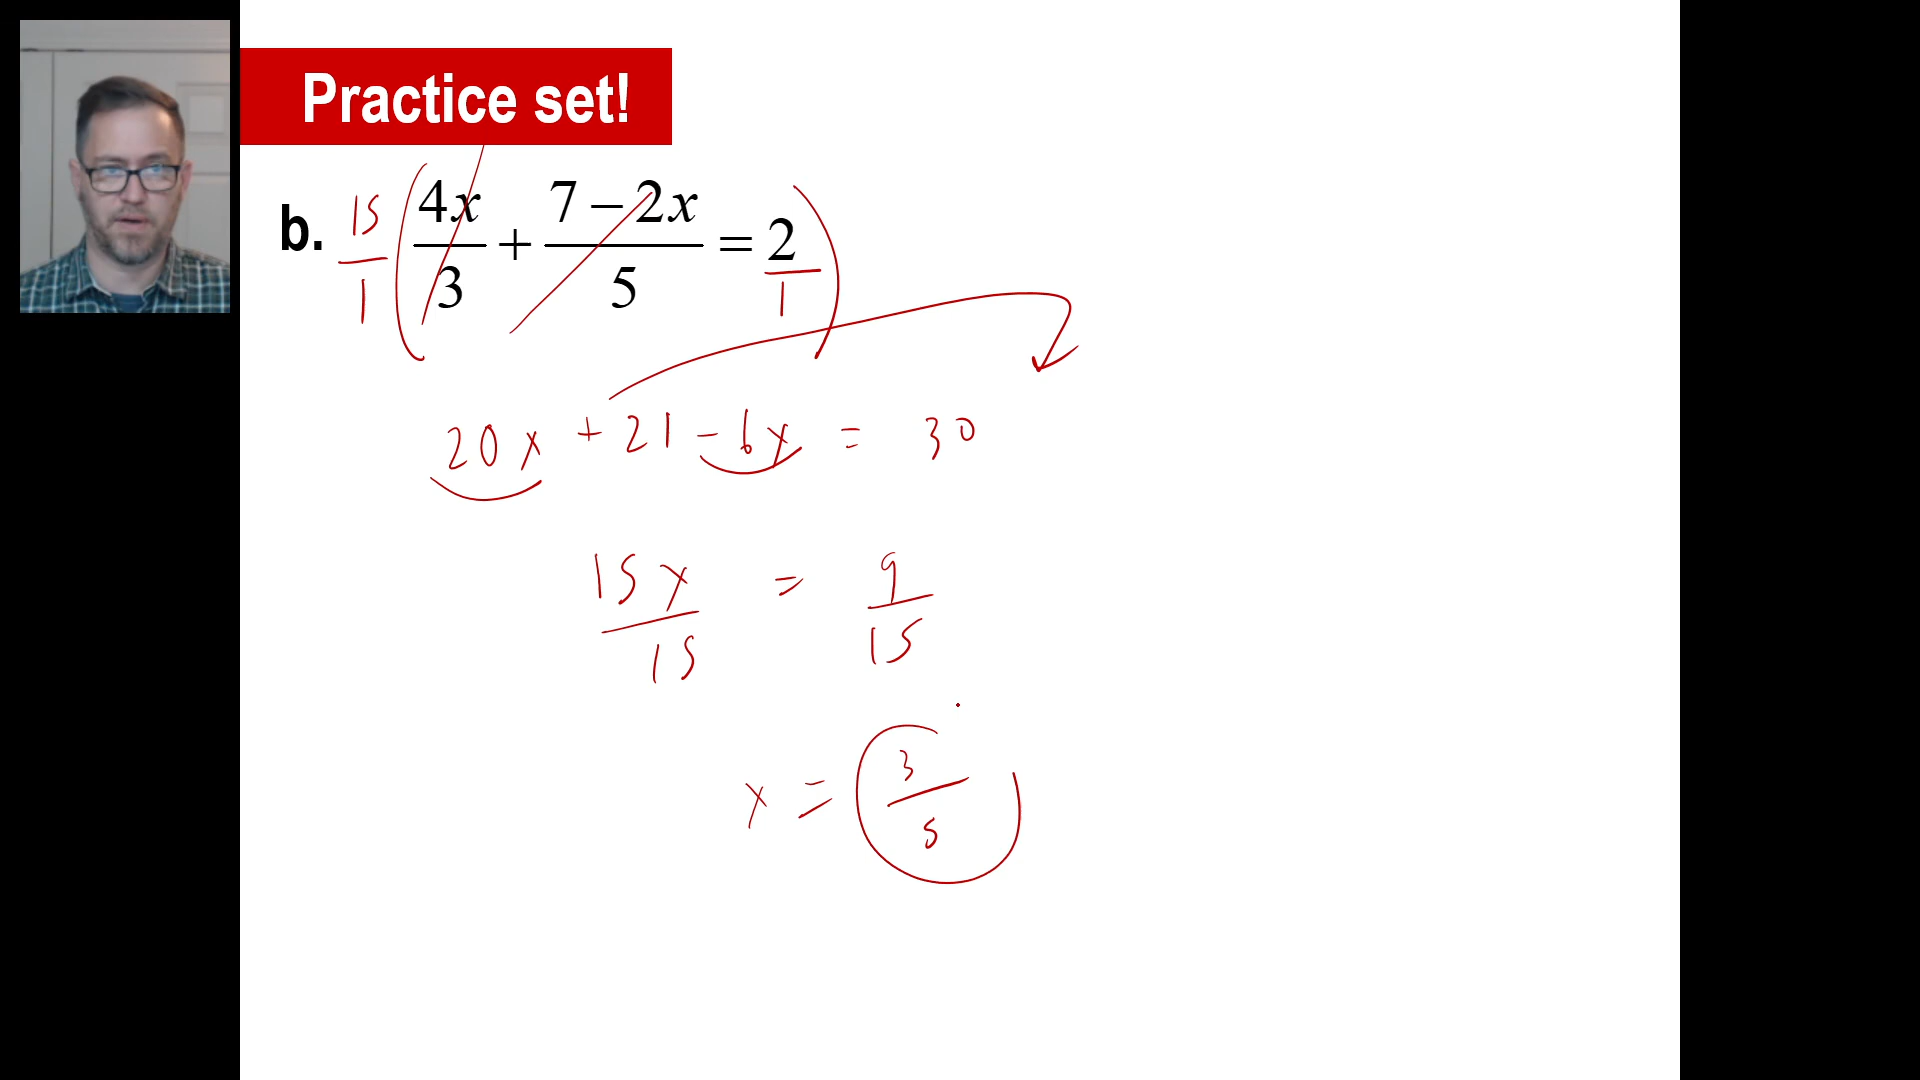 Practice set!
b. 15/1 ( 4x/3 + (7 − 2x)/5 = 2/1 )
20x + 21 - 6x = 30
15x/15 = 9/15
x = 3/5